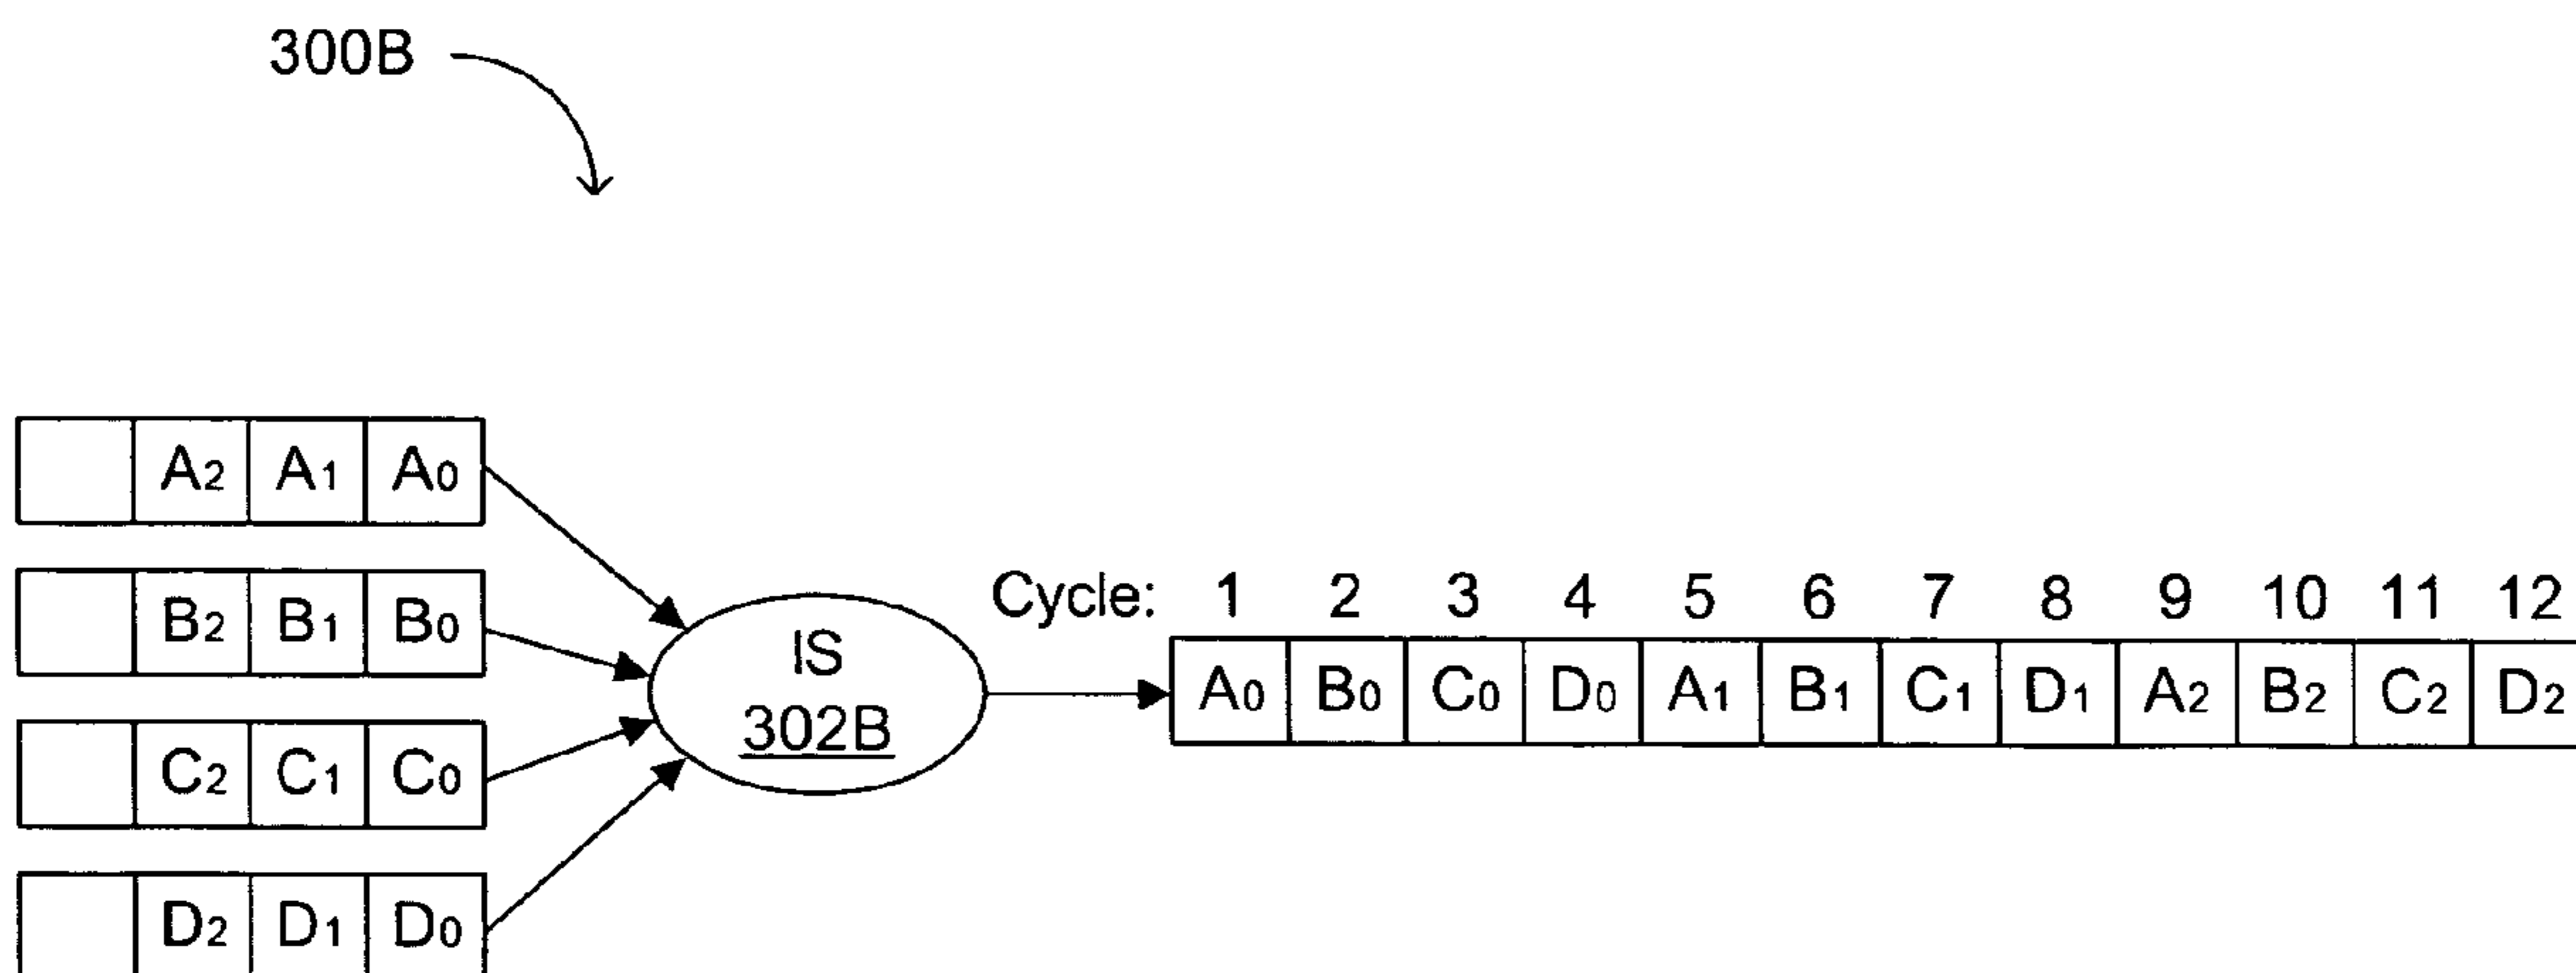 300B
A2 A1 A0
B2 B1 B0
C2 C1 C0
D2 D1 D0
IS
302B
Cycle: 1 2 3 4 5 6 7 8 9 10 11 12
A0 B0 C0 D0 A1 B1 C1 D1 A2 B2 C2 D2